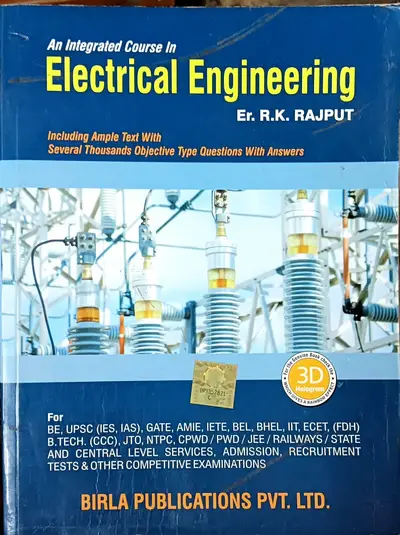 An Integrated Course In
Electrical Engineering
Er. R.K. RAJPUT
Including Ample Text With
Several Thousands Objective Type Questions With Answers
3D
Hologram
For
BE, UPSC (IES, IAS), GATE, AMIE, IETE, BEL, BHEL, IIT, ECET, (FDH)
B.TECH. (CCC), JTO, NTPC, CPWD / PWD / JEE / RAILWAYS / STATE
AND CENTRAL LEVEL SERVICES, ADMISSION, RECRUITMENT
TESTS & OTHER COMPETITIVE EXAMINATIONS
BIRLA PUBLICATIONS PVT. LTD.